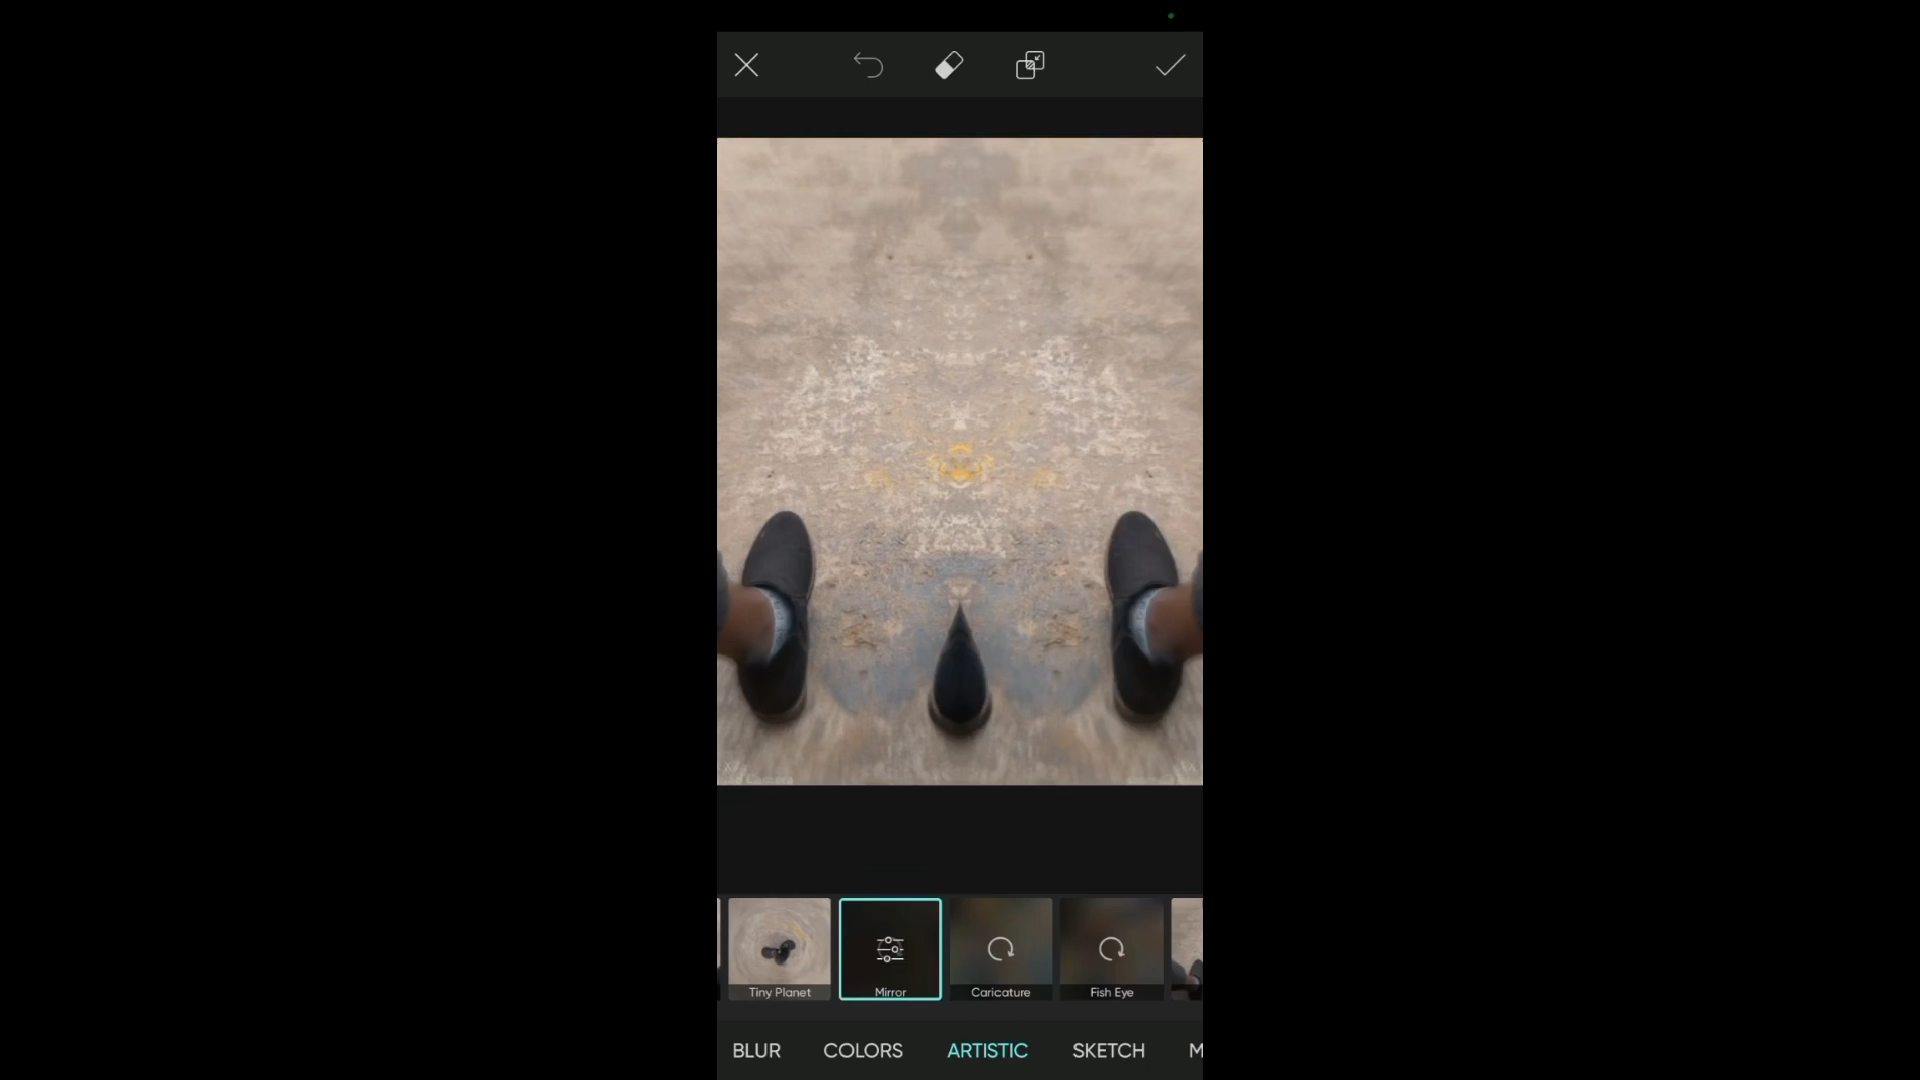 Tiny Planet
Mirror
Caricature
Fish Eye
BLUR
COLORS
ARTISTIC
SKETCH
M